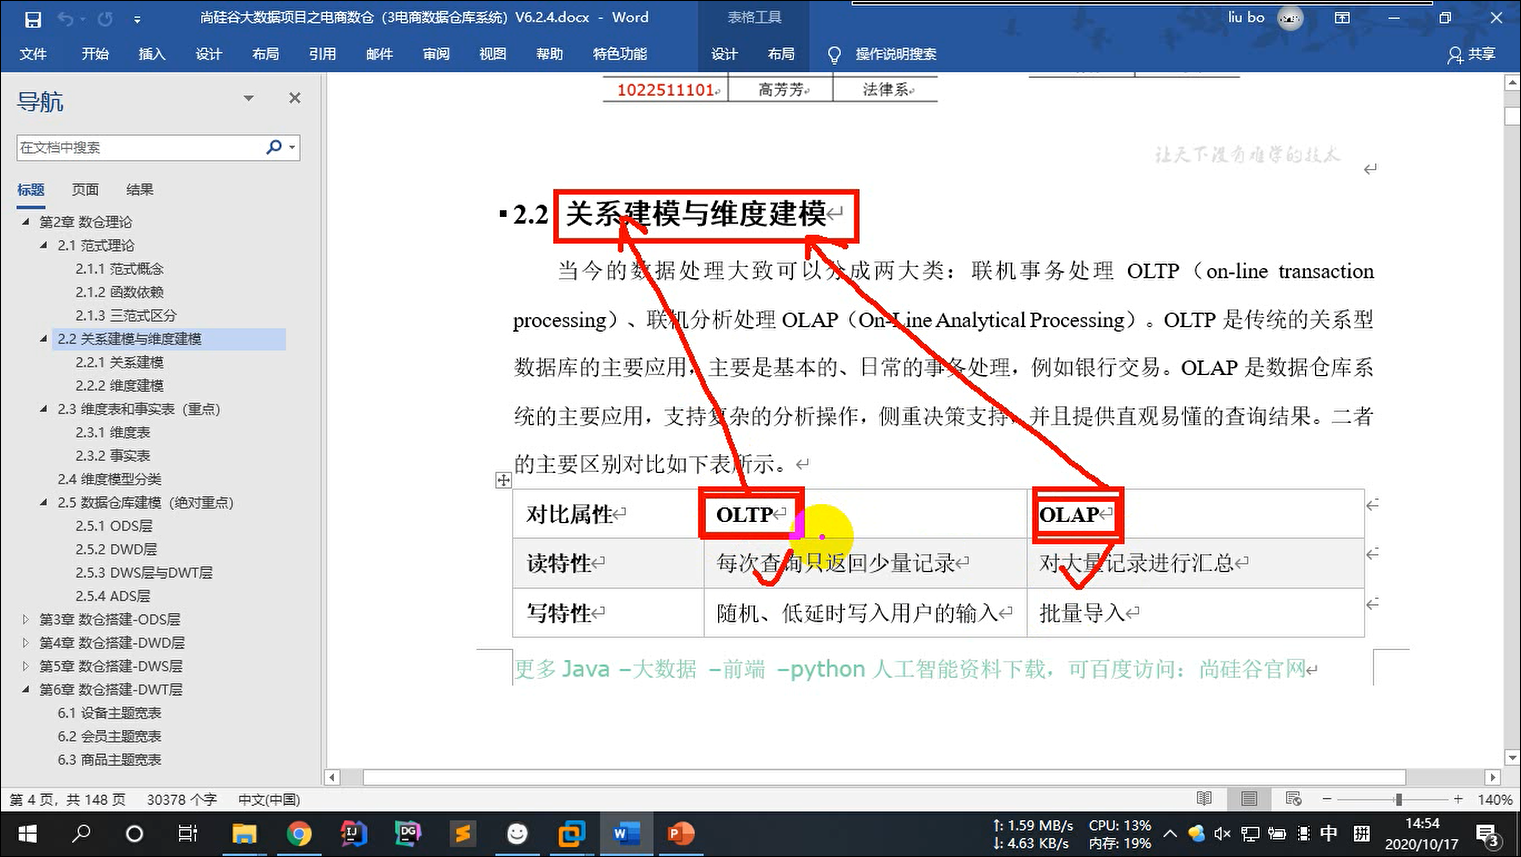 尚硅谷大数据项目之电商数仓（3电商数据仓库系统）V6.2.4.docx - Word
表格工具
liu bo
文件 开始 插入 设计 布局 引用 邮件 审阅 视图 帮助 特色功能 设计 布局 操作说明搜索 共享
导航
在文档中搜索
标题 页面 结果
第2章 数仓理论
2.1 范式理论
2.1.1 范式概念
2.1.2 函数依赖
2.1.3 三范式区分
2.2 关系建模与维度建模
2.2.1 关系建模
2.2.2 维度建模
2.3 维度表和事实表（重点）
2.3.1 维度表
2.3.2 事实表
2.4 维度模型分类
2.5 数据仓库建模（绝对重点）
2.5.1 ODS层
2.5.2 DWD层
2.5.3 DWS层与DWT层
2.5.4 ADS层
第3章 数仓搭建-ODS层
第4章 数仓搭建-DWD层
第5章 数仓搭建-DWS层
第6章 数仓搭建-DWT层
6.1 设备主题宽表
6.2 会员主题宽表
6.3 商品主题宽表
1022511101 高芳芳 法律系
让天下没有难学的技术
2.2 关系建模与维度建模
当今的数据处理大致可以分成两大类：联机事务处理 OLTP（on-line transaction
processing）、联机分析处理 OLAP（On-Line Analytical Processing）。OLTP 是传统的关系型
数据库的主要应用，主要是基本的、日常的事务处理，例如银行交易。OLAP 是数据仓库系
统的主要应用，支持复杂的分析操作，侧重决策支持，并且提供直观易懂的查询结果。二者
的主要区别对比如下表所示。
对比属性 OLTP OLAP
读特性 每次查询只返回少量记录 对大量记录进行汇总
写特性 随机、低延时写入用户的输入 批量导入
更多 Java –大数据 –前端 –python 人工智能资料下载，可百度访问：尚硅谷官网
第 4 页，共 148 页 30378 个字 中文(中国)
140%
↑: 1.59 MB/s CPU: 13%
↓: 4.63 KB/s 内存: 19%
中
拼
14:54
2020/10/17
3